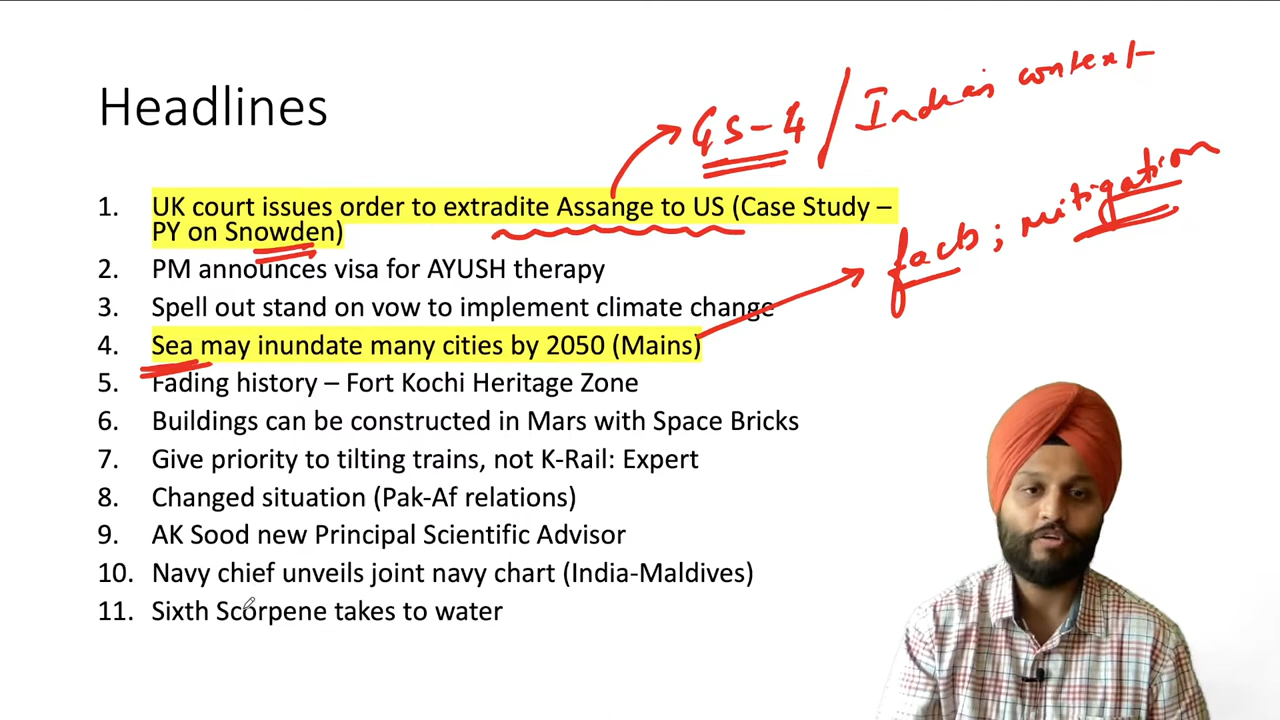 Headlines
GS-4 / Indian context
1. UK court issues order to extradite Assange to US (Case Study –
PY on Snowden)
facts; mitigation
2. PM announces visa for AYUSH therapy
3. Spell out stand on vow to implement climate change
4. Sea may inundate many cities by 2050 (Mains)
5. Fading history – Fort Kochi Heritage Zone
6. Buildings can be constructed in Mars with Space Bricks
7. Give priority to tilting trains, not K-Rail: Expert
8. Changed situation (Pak-Af relations)
9. AK Sood new Principal Scientific Advisor
10. Navy chief unveils joint navy chart (India-Maldives)
11. Sixth Scorpene takes to water